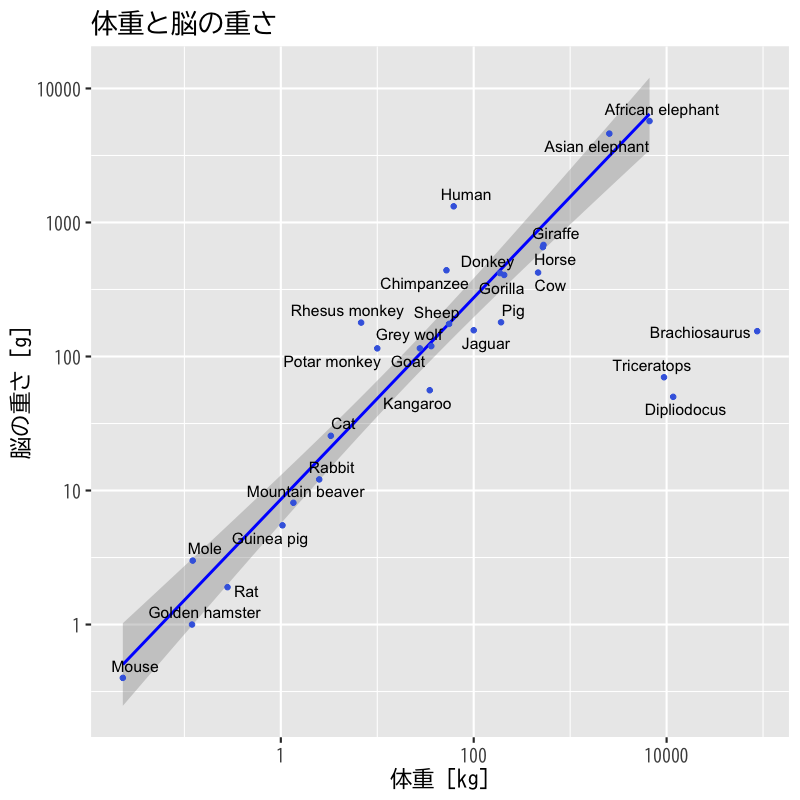 体重と脳の重さ
10000
1000
100
10
1
脳の重さ [g]
African elephant
Asian elephant
Human
Giraffe
Donkey
Horse
Chimpanzee
Gorilla
Cow
Rhesus monkey
Sheep
Pig
Grey wolf
Jaguar
Brachiosaurus
Potar monkey
Goat
Triceratops
Kangaroo
Dipliodocus
Cat
Rabbit
Mountain beaver
Guinea pig
Mole
Rat
Golden hamster
Mouse
1
100
10000
体重 [kg]